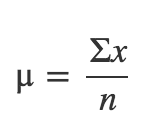 μ = Σx / n